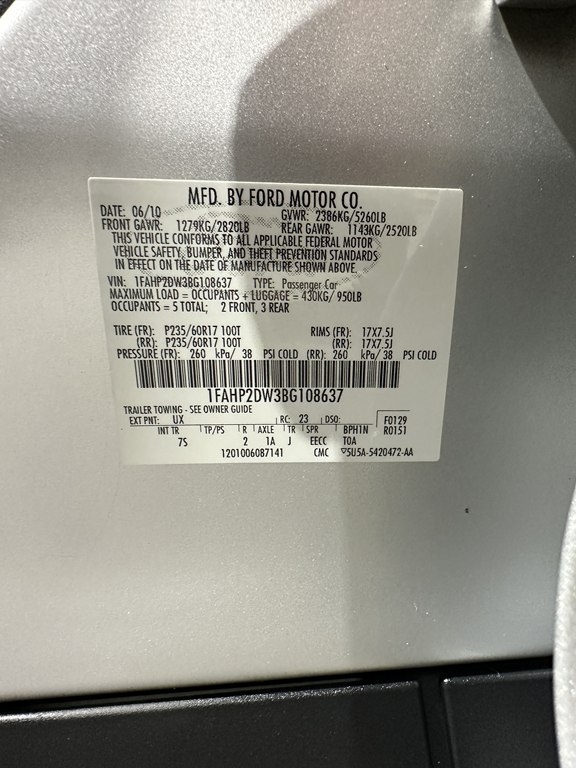 MFD. BY FORD MOTOR CO.
DATE: 06/10 GVWR: 2386KG/5260LB
FRONT GAWR: 1279KG/2820LB REAR GAWR: 1143KG/2520LB
THIS VEHICLE CONFORMS TO ALL APPLICABLE FEDERAL MOTOR
VEHICLE SAFETY, BUMPER, AND THEFT PREVENTION STANDARDS
IN EFFECT ON THE DATE OF MANUFACTURE SHOWN ABOVE.
VIN: 1FAHP2DW3BG108637 TYPE: Passenger Car
MAXIMUM LOAD = OCCUPANTS + LUGGAGE = 430KG/ 950LB
OCCUPANTS = 5 TOTAL; 2 FRONT, 3 REAR
TIRE (FR): P235/60R17 100T RIMS (FR): 17X7.5J
(RR): P235/60R17 100T (RR): 17X7.5J
PRESSURE (FR): 260 kPa/ 38 PSI COLD (RR): 260 kPa/ 38 PSI COLD
1FAHP2DW3BG108637
TRAILER TOWING - SEE OWNER GUIDE
EXT PNT: UX RC: 23 DSO: F0129
INT TR TP/PS R AXLE TR SPR BPH1N R0151
7S 2 1A J EECC TOA
1201006087141 CMC ▽5U5A-5420472-AA